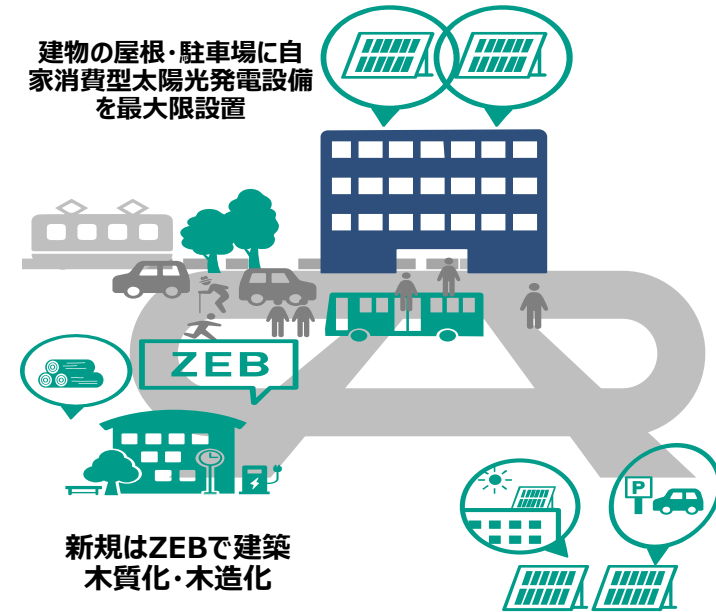 建物の屋根・駐車場に自
家消費型太陽光発電設備
を最大限設置
ZEB
P
新規はZEBで建築
木質化・木造化